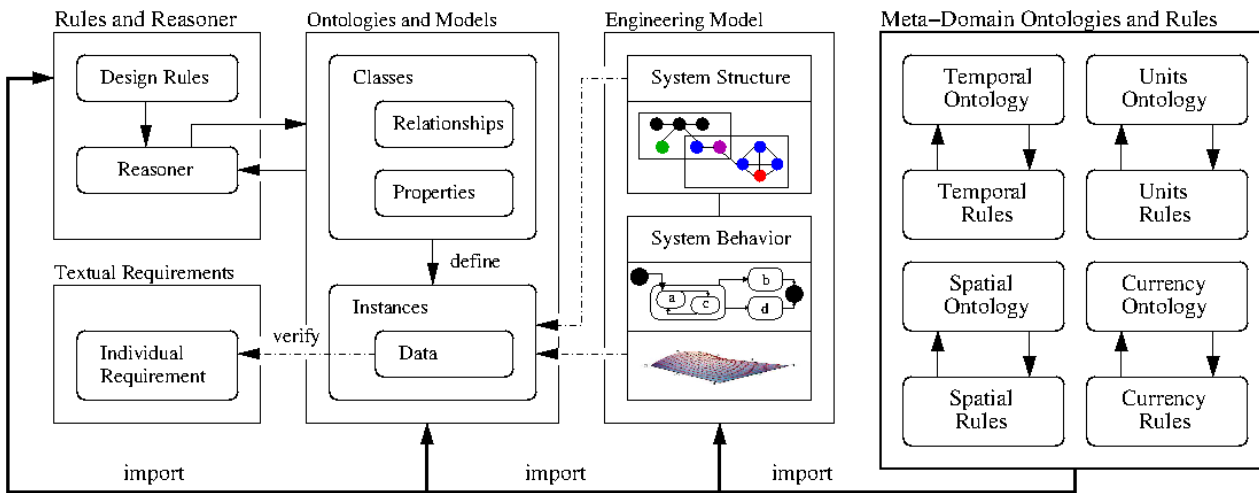 Rules and Reasoner
Design Rules
Reasoner
Textual Requirements
Individual
Requirement
verify
Ontologies and Models
Classes
Relationships
Properties
define
Instances
Data
Engineering Model
System Structure
System Behavior
a
c
b
d
Meta-Domain Ontologies and Rules
Temporal
Ontology
Units
Ontology
Temporal
Rules
Units
Rules
Spatial
Ontology
Currency
Ontology
Spatial
Rules
Currency
Rules
import
import
import